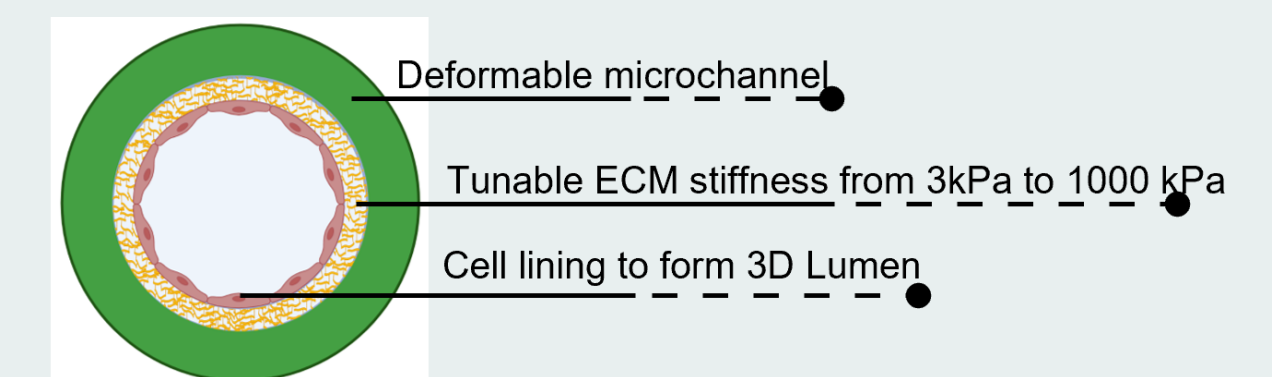 Deformable microchannel
Tunable ECM stiffness from 3kPa to 1000 kPa
Cell lining to form 3D Lumen